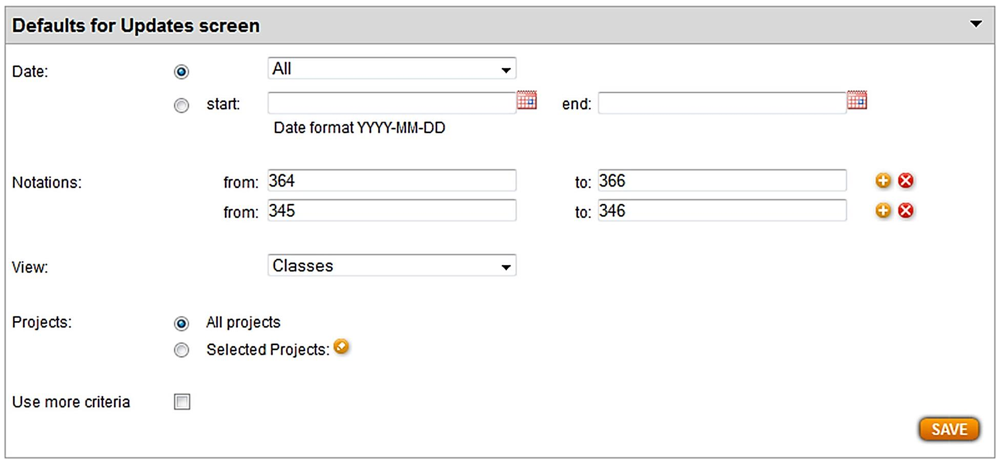 Defaults for Updates screen
Date: All
start: end:
Date format YYYY-MM-DD
Notations: from: 364 to: 366
from: 345 to: 346
View: Classes
Projects: All projects
Selected Projects:
Use more criteria
SAVE